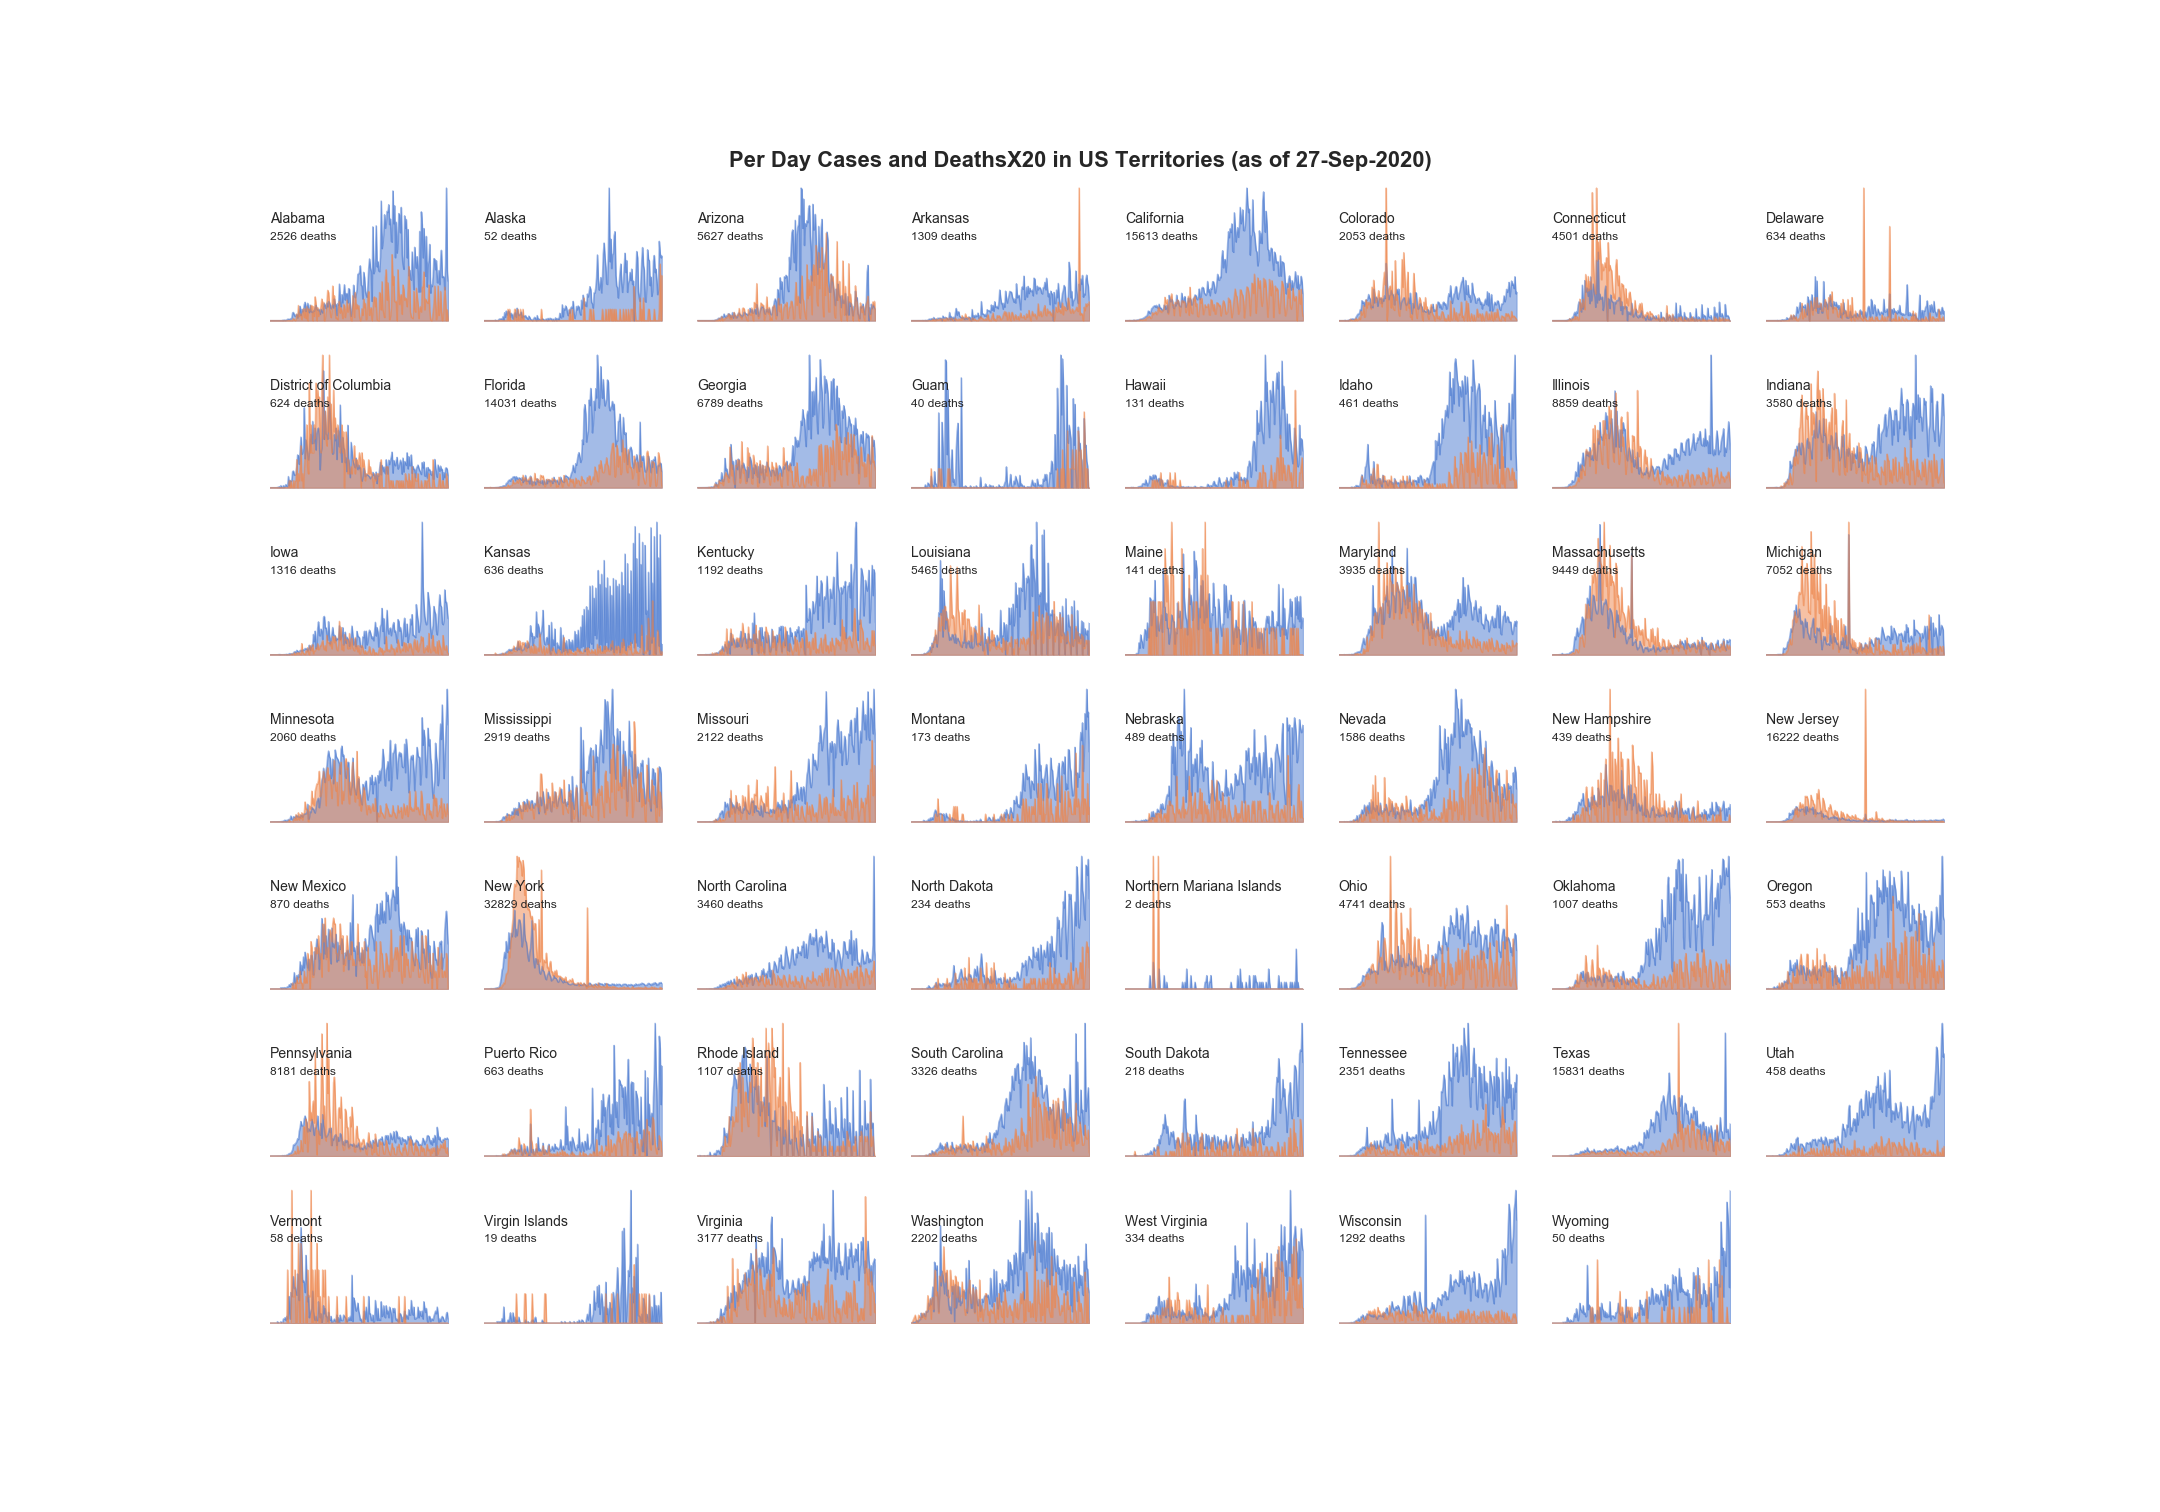 Per Day Cases and DeathsX20 in US Territories (as of 27-Sep-2020)
Alabama
2526 deaths
Alaska
52 deaths
Arizona
5627 deaths
Arkansas
1309 deaths
California
15613 deaths
Colorado
2053 deaths
Connecticut
4501 deaths
Delaware
634 deaths
District of Columbia
624 deaths
Florida
14031 deaths
Georgia
6789 deaths
Guam
40 deaths
Hawaii
131 deaths
Idaho
461 deaths
Illinois
8859 deaths
Indiana
3580 deaths
Iowa
1316 deaths
Kansas
636 deaths
Kentucky
1192 deaths
Louisiana
5465 deaths
Maine
141 deaths
Maryland
3935 deaths
Massachusetts
9449 deaths
Michigan
7052 deaths
Minnesota
2060 deaths
Mississippi
2919 deaths
Missouri
2122 deaths
Montana
173 deaths
Nebraska
489 deaths
Nevada
1586 deaths
New Hampshire
439 deaths
New Jersey
16222 deaths
New Mexico
870 deaths
New York
32829 deaths
North Carolina
3460 deaths
North Dakota
234 deaths
Northern Mariana Islands
2 deaths
Ohio
4741 deaths
Oklahoma
1007 deaths
Oregon
553 deaths
Pennsylvania
8181 deaths
Puerto Rico
663 deaths
Rhode Island
1107 deaths
South Carolina
3326 deaths
South Dakota
218 deaths
Tennessee
2351 deaths
Texas
15831 deaths
Utah
458 deaths
Vermont
58 deaths
Virgin Islands
19 deaths
Virginia
3177 deaths
Washington
2202 deaths
West Virginia
334 deaths
Wisconsin
1292 deaths
Wyoming
50 deaths